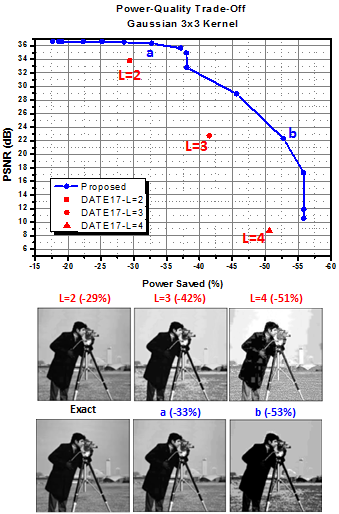 Power-Quality Trade-Off
Gaussian 3x3 Kernel
PSNR (dB)
36
34
32
30
28
26
24
22
20
18
16
14
12
10
8
6
a
L=2
L=3
b
L=4
Proposed
DATE17-L=2
DATE17-L=3
DATE17-L=4
-15 -20 -25 -30 -35 -40 -45 -50 -55 -60
Power Saved (%)
L=2 (-29%) L=3 (-42%) L=4 (-51%)
Exact a (-33%) b (-53%)